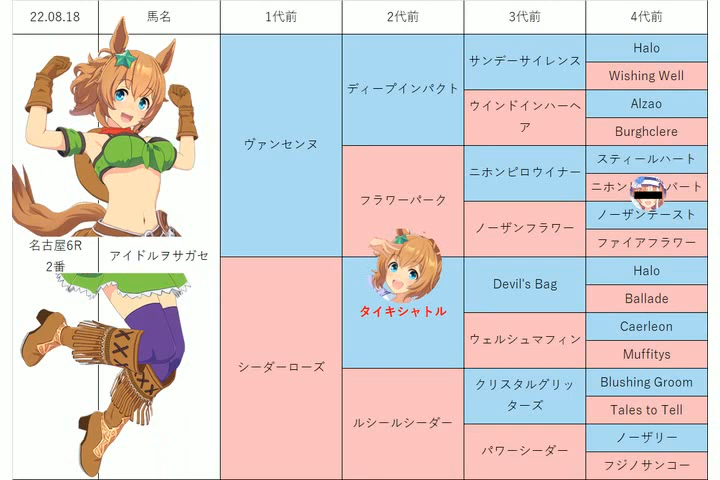 22.08.18 馬名 1代前 2代前 3代前 4代前
名古屋6R
2番
アイドルヲサガセ
ヴァンセンヌ
シーダーローズ
ディープインパクト
フラワーパーク
タイキシャトル
ルシールシーダー
サンデーサイレンス
ウインドインハーヘ
ア
ニホンピロウイナー
ノーザンフラワー
Devil's Bag
ウェルシュマフィン
クリスタルグリッ
ターズ
パワーシーダー
Halo
Wishing Well
Alzao
Burghclere
スティールハート
ニホン バート
ノーザンテースト
ファイアフラワー
Halo
Ballade
Caerleon
Muffitys
Blushing Groom
Tales to Tell
ノーザリー
フジノサンコー